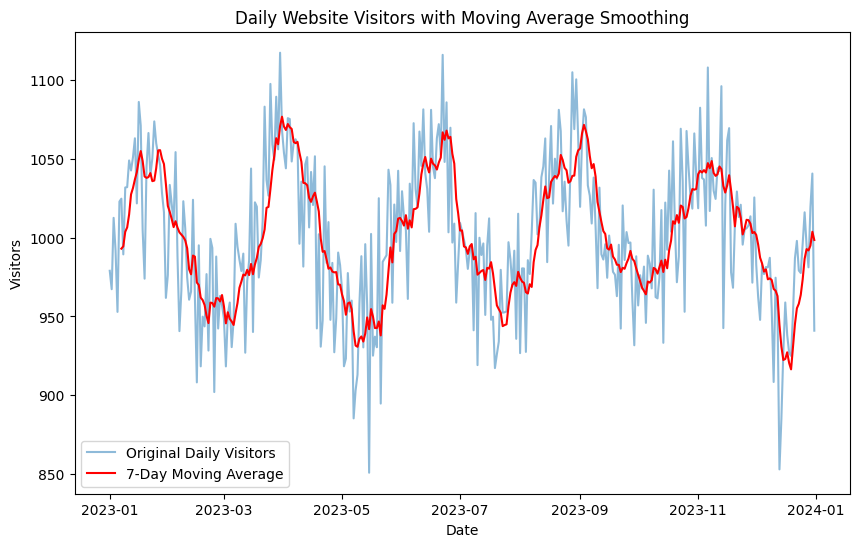 Daily Website Visitors with Moving Average Smoothing
Visitors
1100
1050
1000
950
900
850
Original Daily Visitors
7-Day Moving Average
2023-01 2023-03 2023-05 2023-07 2023-09 2023-11 2024-01
Date